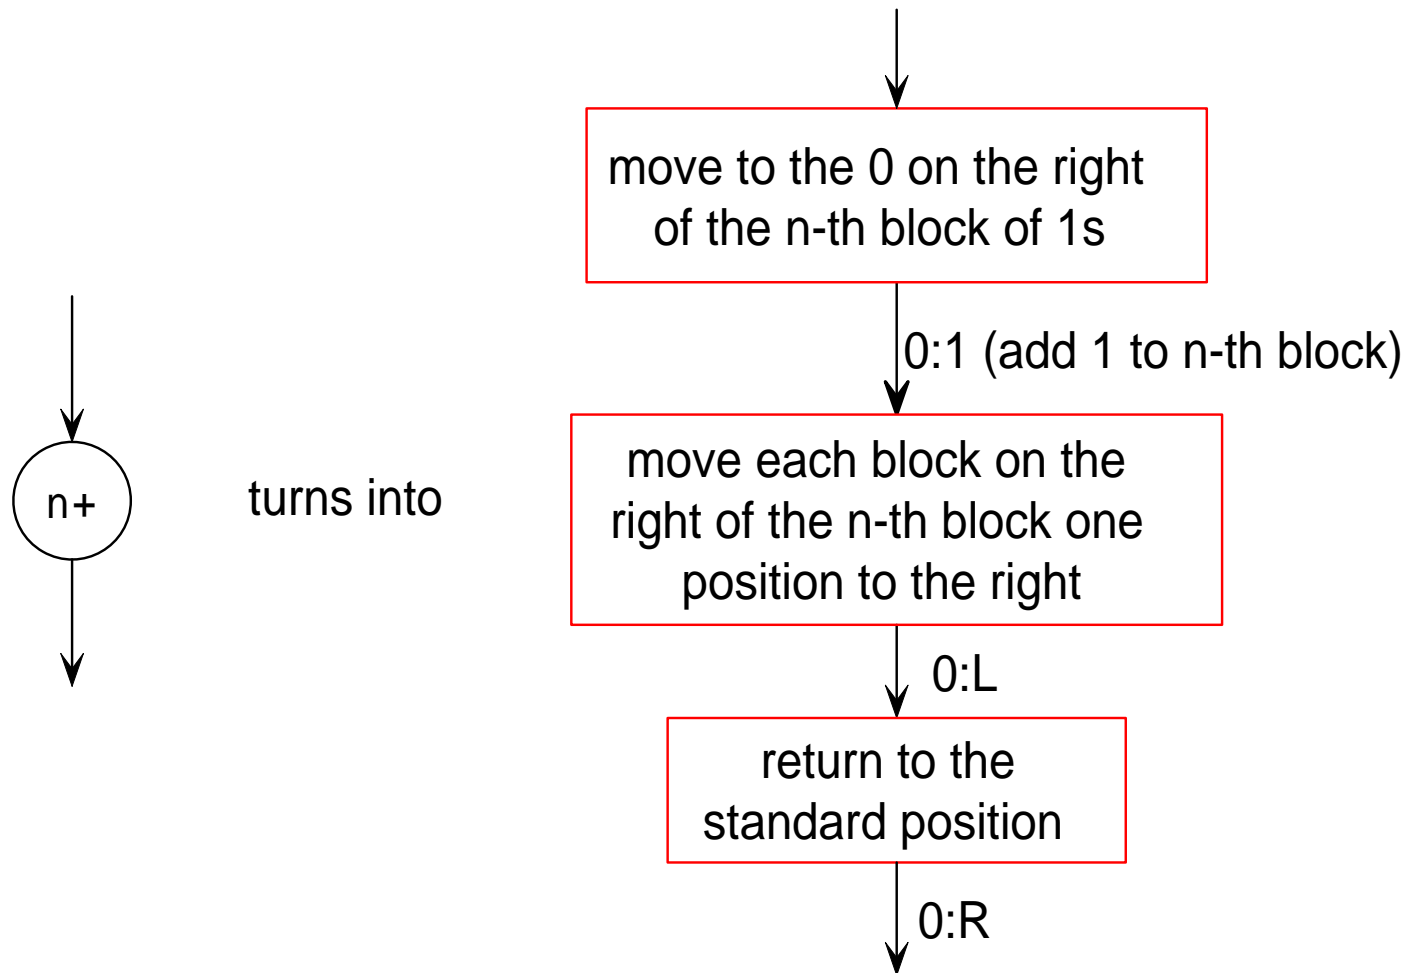 move to the 0 on the right
of the n-th block of 1s
0:1 (add 1 to n-th block)
n+
turns into
move each block on the
right of the n-th block one
position to the right
0:L
return to the
standard position
0:R